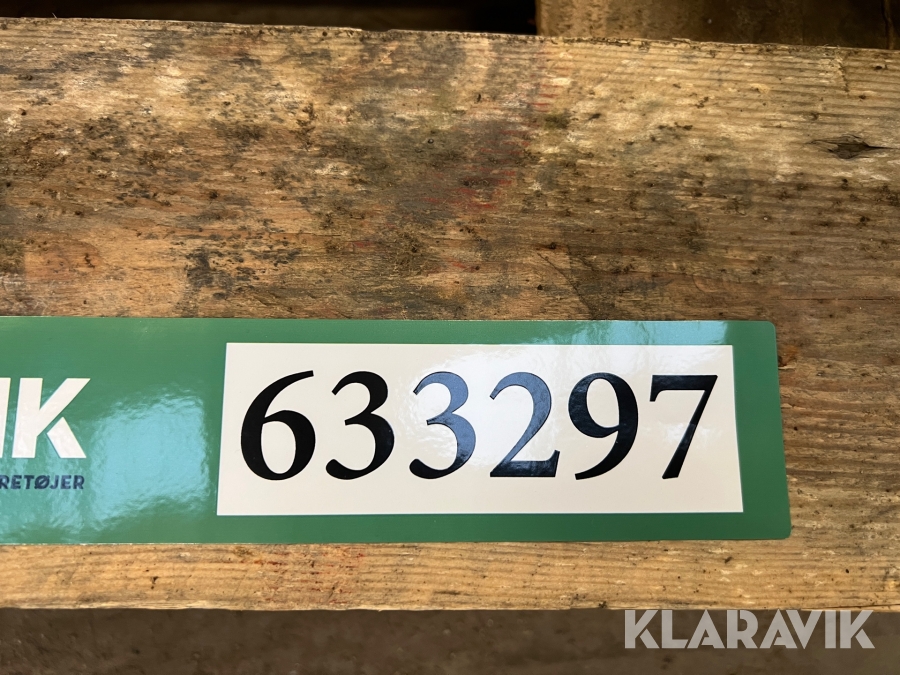 IK
633297
RETØJER
KLARAVIK